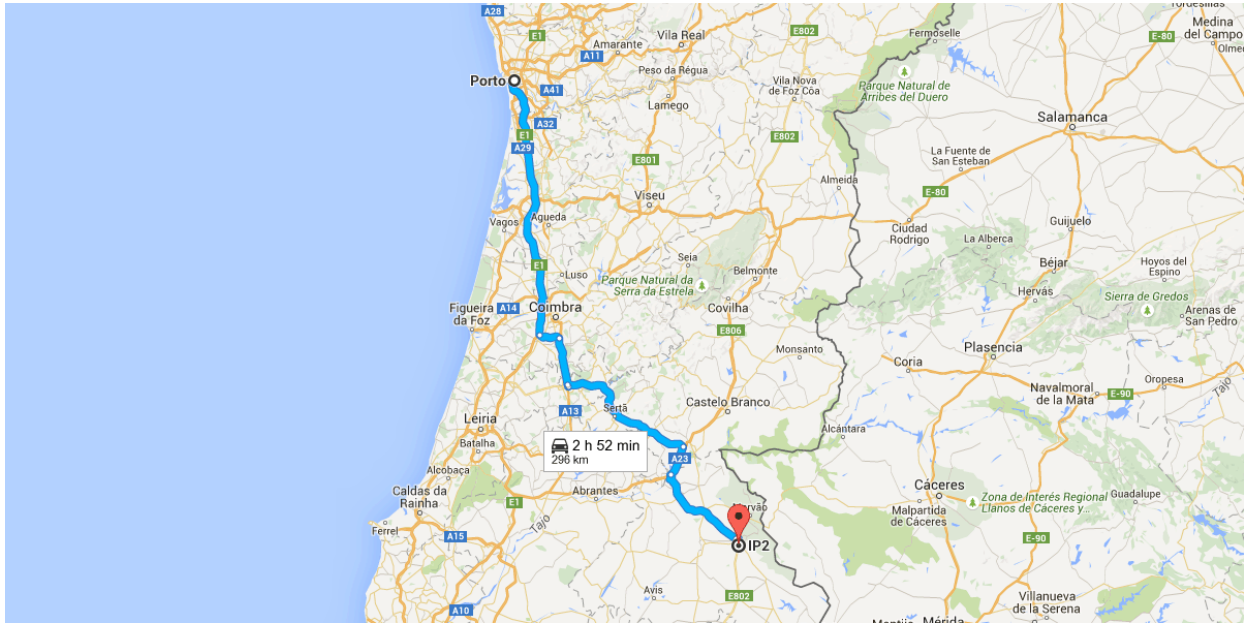 A28
E1
Vila Real
E802
Fermoselle
Tordesillas
E-80
Medina
del Campo
Amarante
A11
Porto
A41
Peso da Régua
Vila Nova
de Foz Côa
Parque Natural de
Arribes del Duero
Lamego
A32
E1
A29
E802
Salamanca
E801
La Fuente de
San Esteban
Almeida
E-80
Viseu
Vagos
Águeda
Ciudad
Rodrigo
Guijuelo
La Alberca
E1
Luso
Seia
Belmonte
Béjar
Hoyos del
Espino
Parque Natural da
Serra da Estrela
Hervás
Sierra de Gredos
Figueira
da Foz
A14
Coimbra
Covilha
Arenas de
San Pedro
E806
Monsanto
Plasencia
Coria
Navalmoral
de la Mata
Oropesa
Tajo
E-90
Castelo Branco
Sertã
A13
Leiria
Batalha
Alcántara
2 h 52 min
296 km
A23
Alcobaça
Abrantes
Cáceres
Zona de Interés Regional
Llanos de Cáceres y...
Guadalupe
Caldas da
Rainha
E1
Tajo
Malpartida
de Cáceres
Ferrel
A15
IP2
E-90
Avis
E802
A10
Villanueva
de la Serena
Mérida